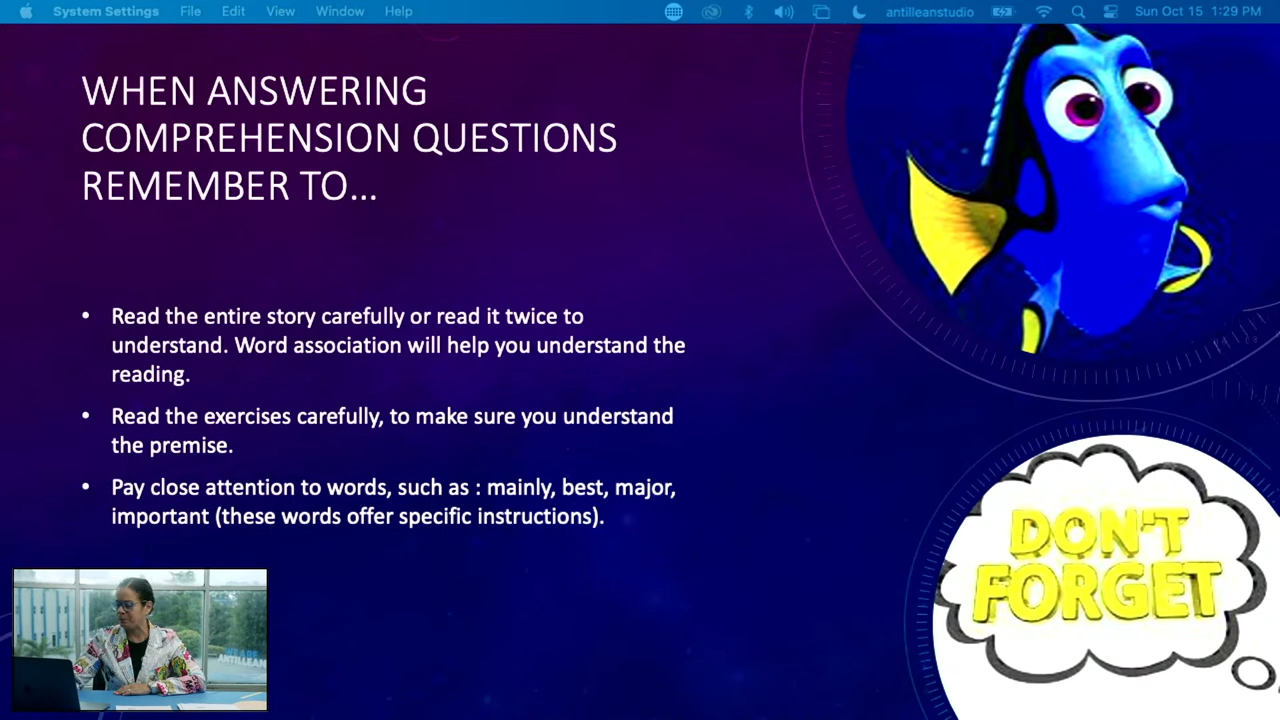 System Settings File Edit View Window Help
antilleanstudio Sun Oct 15 1:29 PM
WHEN ANSWERING
COMPREHENSION QUESTIONS
REMEMBER TO...
• Read the entire story carefully or read it twice to
understand. Word association will help you understand the
reading.
• Read the exercises carefully, to make sure you understand
the premise.
• Pay close attention to words, such as : mainly, best, major,
important (these words offer specific instructions).
DON'T
FORGET
WE ARE
ANTILLEAN